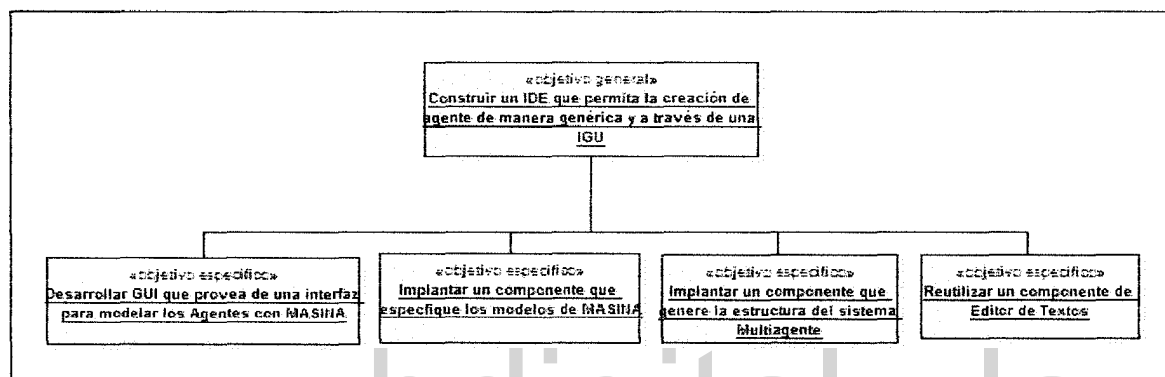 «objetivo general»
Construir un IDE que permita la creación de
agente de manera genérica y a través de una
IGU
«objetivo especifico»
Desarrollar GUI que provea de una interfaz
para modelar los Agentes con MASINA
«objetivo especifico»
Implantar un componente que
especfique los modelos de MASINA
«objetivo especifico»
Implantar un componente que
genere la estructura del sistema
Multiagente
«objetivo especifico»
Reutilizar un componente de
Editor de Textos